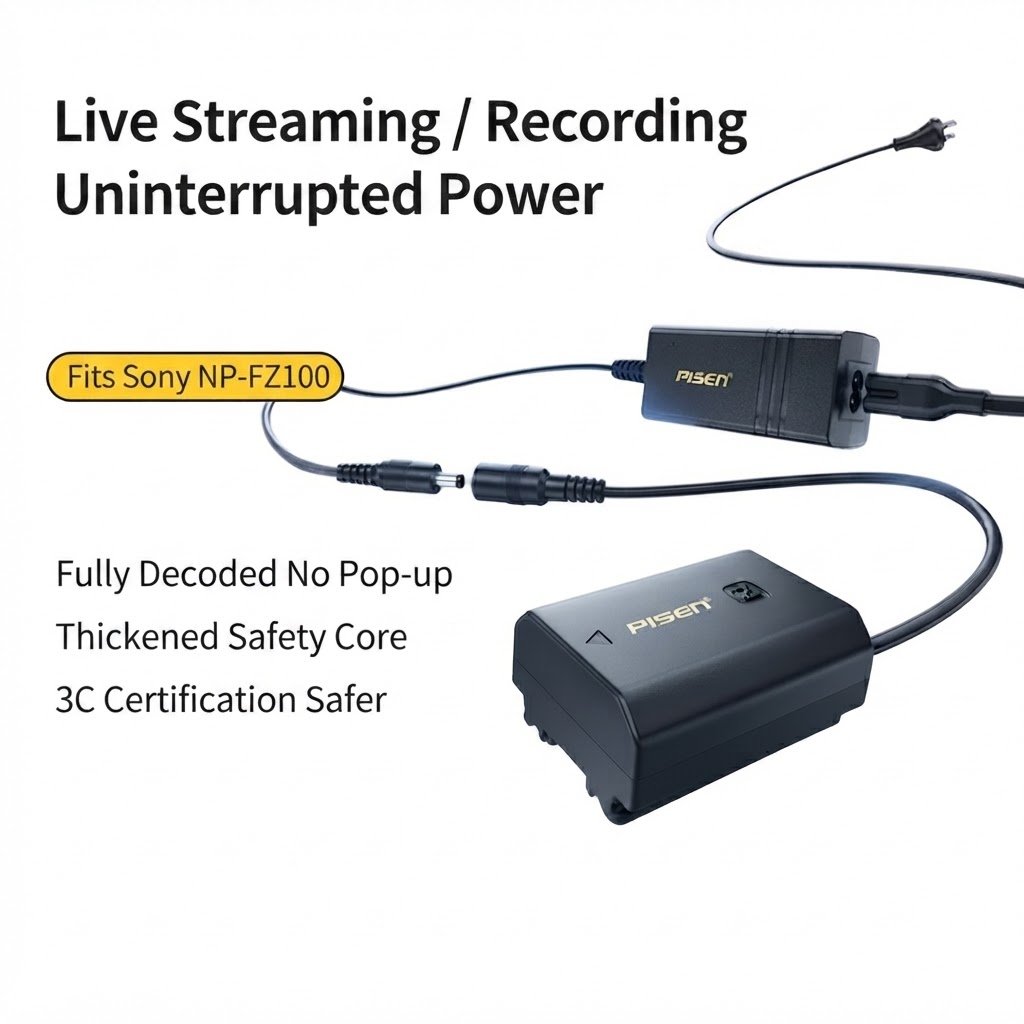 Live Streaming / Recording
Uninterrupted Power
Fits Sony NP-FZ100
PISEN
Fully Decoded No Pop-up
PISEN
Thickened Safety Core
3C Certification Safer